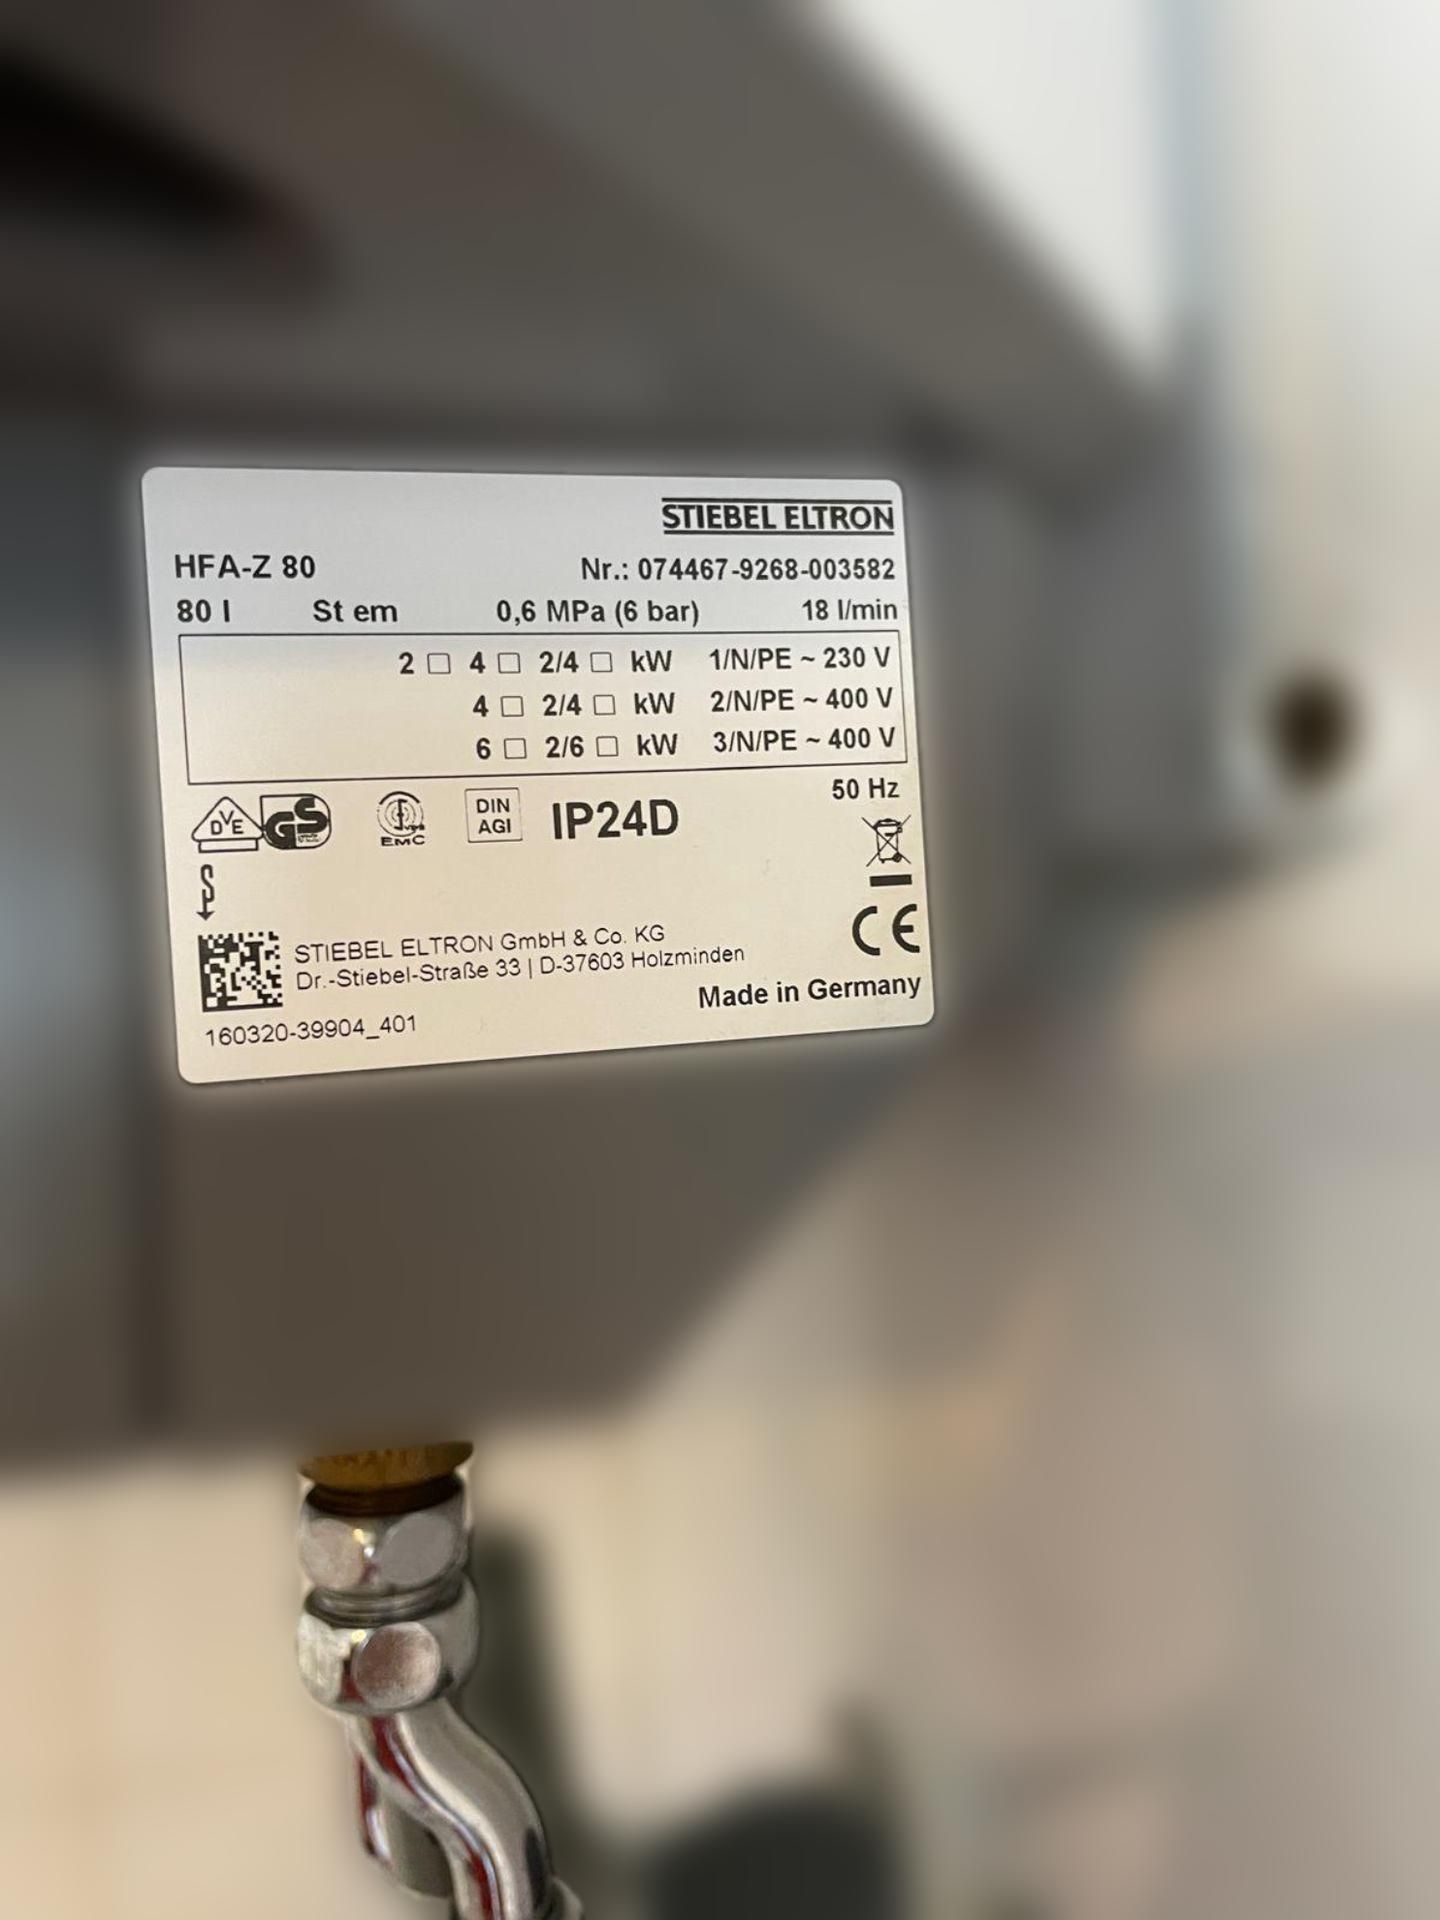 STIEBEL ELTRON
HFA-Z 80 Nr.: 074467-9268-003582
80 l St em 0,6 MPa (6 bar) 18 l/min
2 □ 4 □ 2/4 □ kW 1/N/PE ~ 230 V
4 □ 2/4 □ kW 2/N/PE ~ 400 V
6 □ 2/6 □ kW 3/N/PE ~ 400 V
50 Hz
DVE GS EMC DIN AGI IP24D
CE
STIEBEL ELTRON GmbH & Co. KG
Dr.-Stiebel-Straße 33 | D-37603 Holzminden
Made in Germany
160320-39904_401